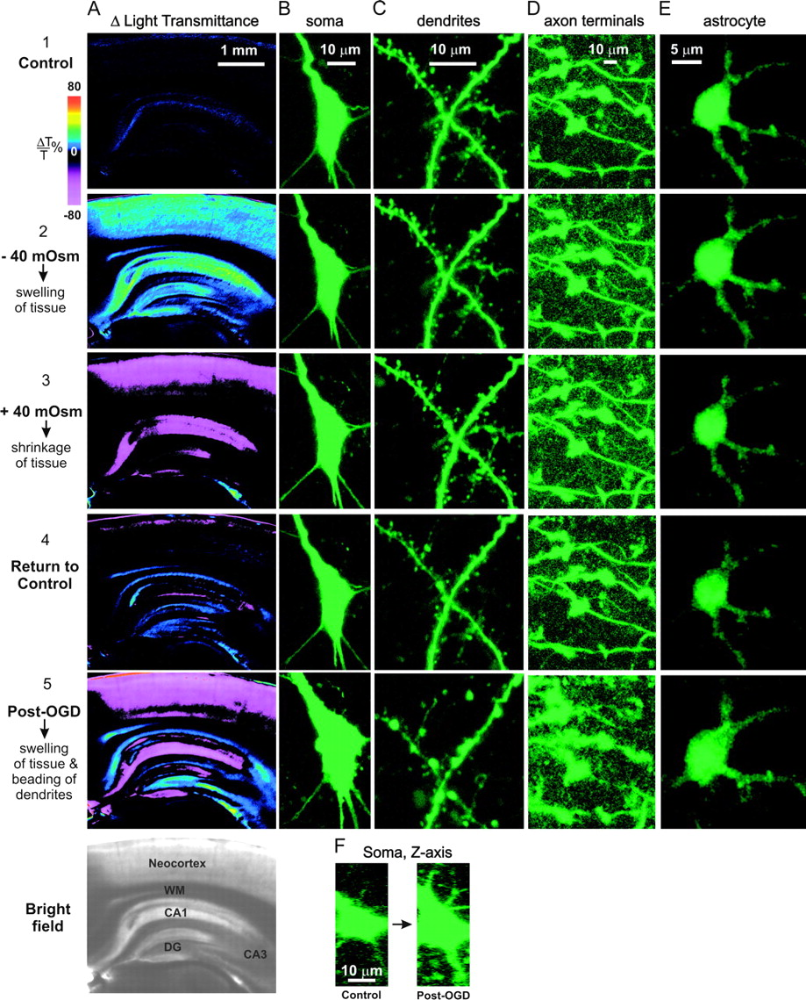 A
Δ Light Transmittance
B
soma
C
dendrites
D
axon terminals
E
astrocyte
1
Control
1 mm
10 μm
10 μm
10 μm
5 μm
80
ΔT
T
%
0
-80
2
- 40 mOsm
swelling
of tissue
3
+ 40 mOsm
shrinkage
of tissue
4
Return to
Control
5
Post-OGD
swelling
of tissue &
beading of
dendrites
Bright
field
Neocortex
WM
CA1
DG
CA3
F
Soma, Z-axis
10 μm
Control
Post-OGD